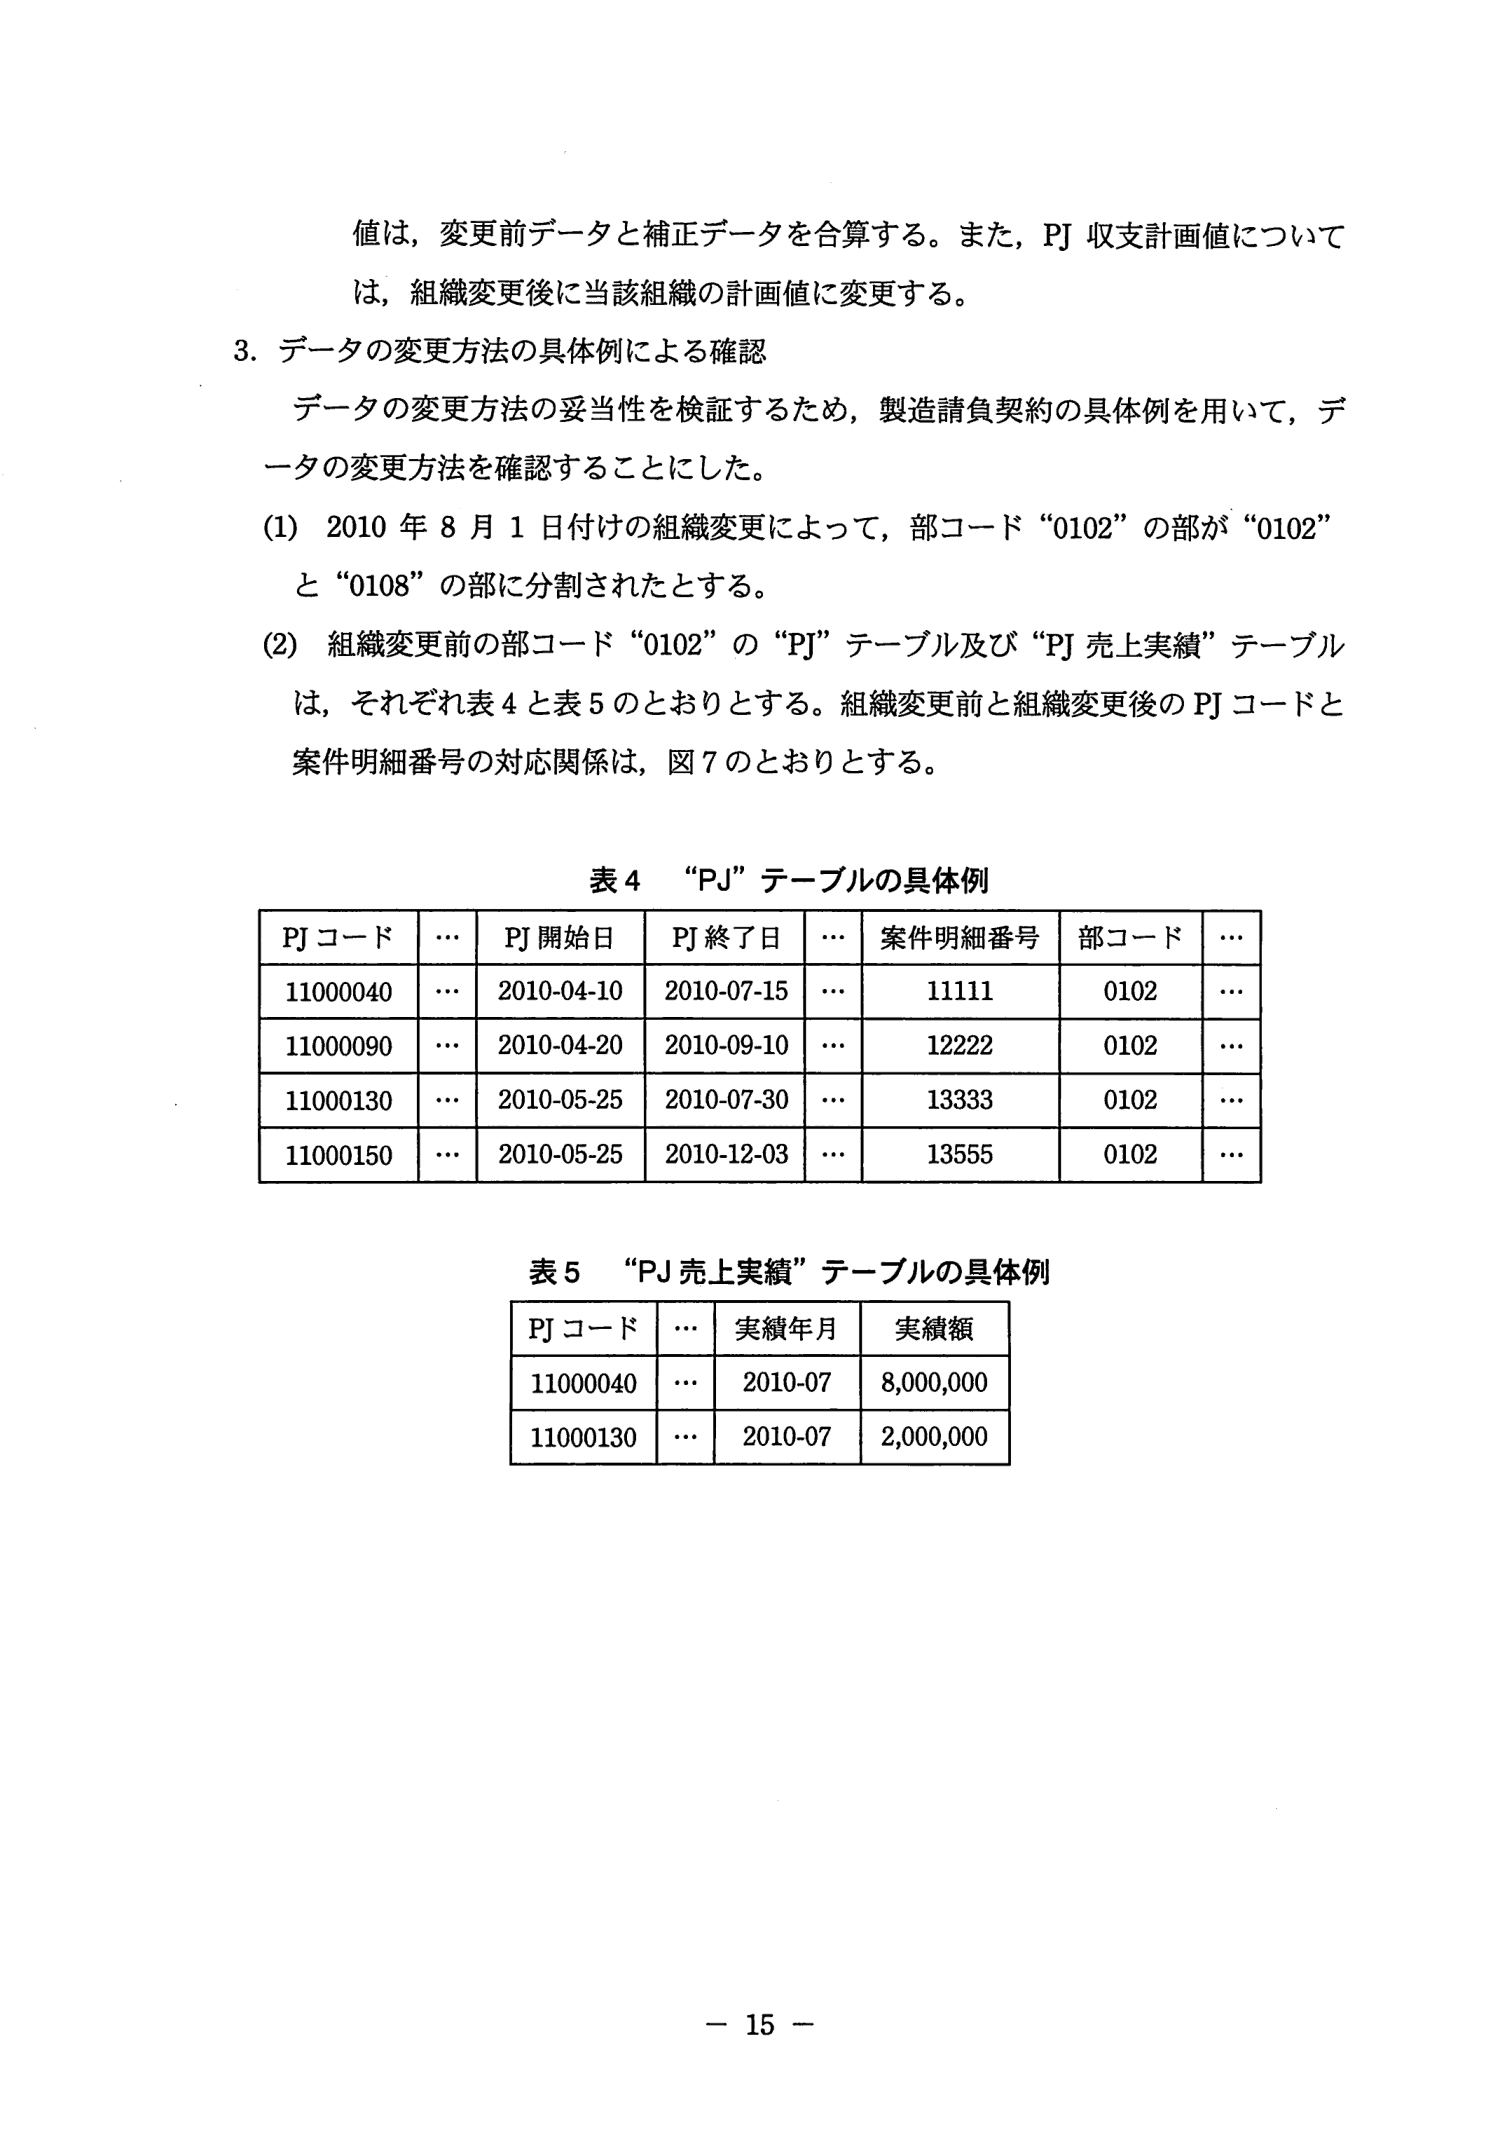 値は，変更前データと補正データを合算する。また，PJ 収支計画値について
は，組織変更後に当該組織の計画値に変更する。
3. データの変更方法の具体例による確認
データの変更方法の妥当性を検証するため，製造請負契約の具体例を用いて，デ
ータの変更方法を確認することにした。
(1) 2010 年 8 月 1 日付けの組織変更によって，部コード “0102” の部が “0102”
と “0108” の部に分割されたとする。
(2) 組織変更前の部コード “0102” の “PJ” テーブル及び “PJ 売上実績” テーブル
は，それぞれ表 4 と表 5 のとおりとする。組織変更前と組織変更後の PJ コードと
案件明細番号の対応関係は，図 7 のとおりとする。
表 4 “PJ” テーブルの具体例
PJ コード … PJ 開始日 PJ 終了日 … 案件明細番号 部コード …
11000040 … 2010-04-10 2010-07-15 … 11111 0102 …
11000090 … 2010-04-20 2010-09-10 … 12222 0102 …
11000130 … 2010-05-25 2010-07-30 … 13333 0102 …
11000150 … 2010-05-25 2010-12-03 … 13555 0102 …
表 5 “PJ 売上実績” テーブルの具体例
PJ コード … 実績年月 実績額
11000040 … 2010-07 8,000,000
11000130 … 2010-07 2,000,000
－ 15 －